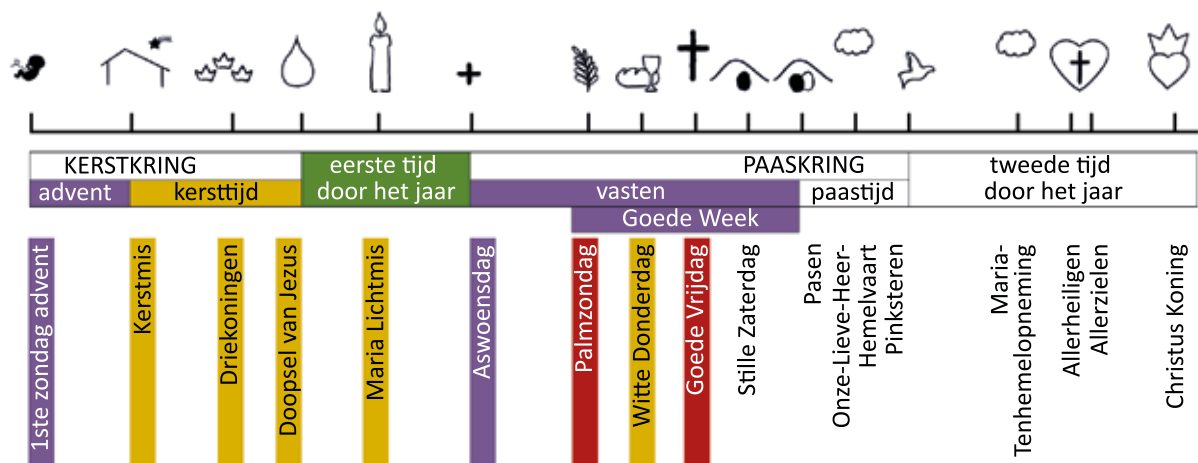 KERSTKRING
eerste tijd
door het jaar
PAASKRING
tweede tijd
door het jaar
advent
kersttijd
vasten
paastijd
Goede Week
1ste zondag advent
Kerstmis
Driekoningen
Doopsel van Jezus
Maria Lichtmis
Aswoensdag
Palmzondag
Witte Donderdag
Goede Vrijdag
Stille Zaterdag
Pasen
Onze-Lieve-Heer-
Hemelvaart
Pinksteren
Maria-
Tenhemelopneming
Allerheiligen
Allerzielen
Christus Koning